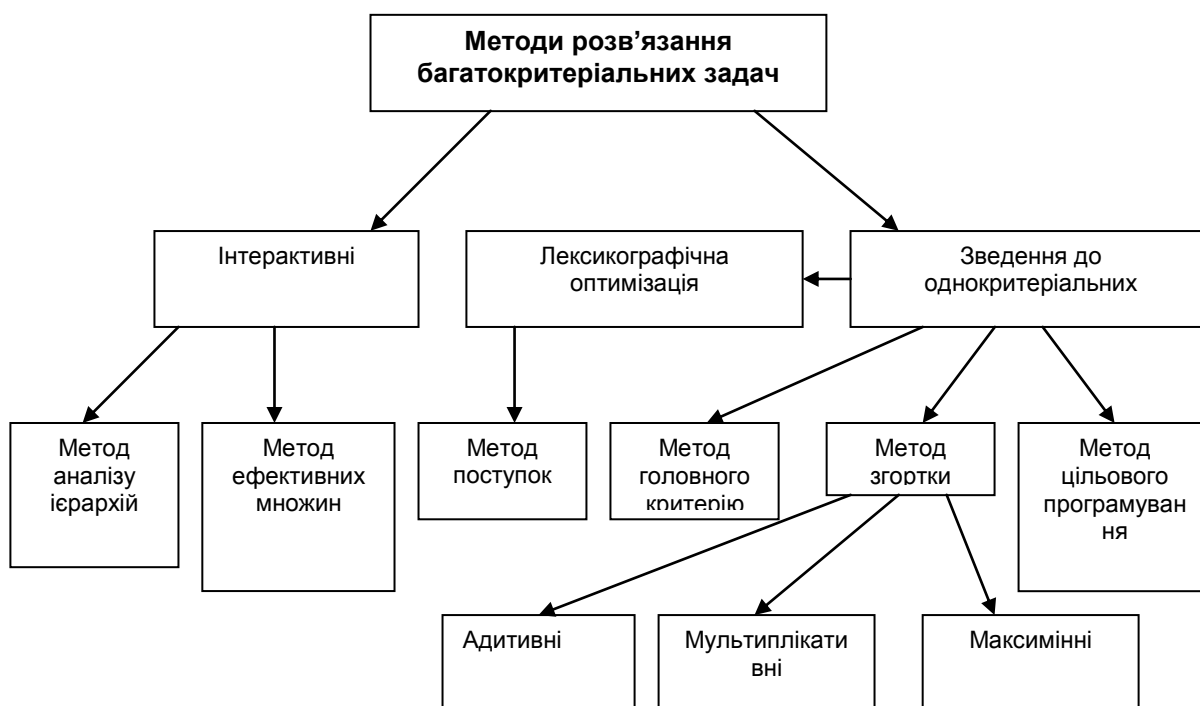 Методи розв’язання
багатокритеріальних задач
Інтерактивні
Лексикографічна
оптимізація
Зведення до
однокритеріальних
Метод
аналізу
ієрархій
Метод
ефективних
множин
Метод
поступок
Метод
головного
критерію
Метод
згортки
Метод
цільового
програмуван
ня
Адитивні
Мультиплікати
вні
Максимінні